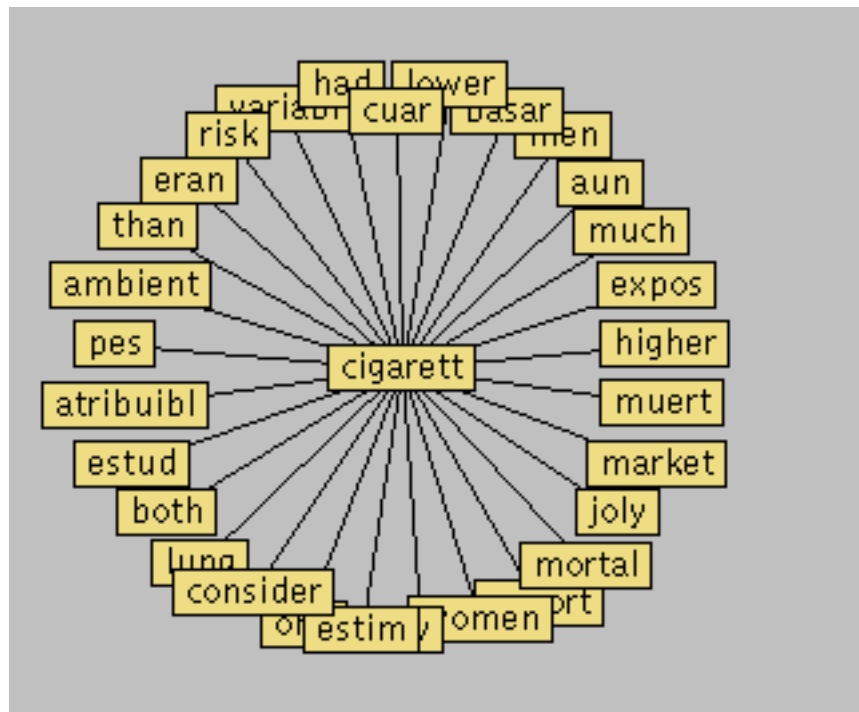 had
lower
cuar
basar
risk
men
eran
aun
than
much
ambient
expos
pes
higher
cigarett
atribuibl
muert
estud
market
both
joly
lung
mortal
consider
estim